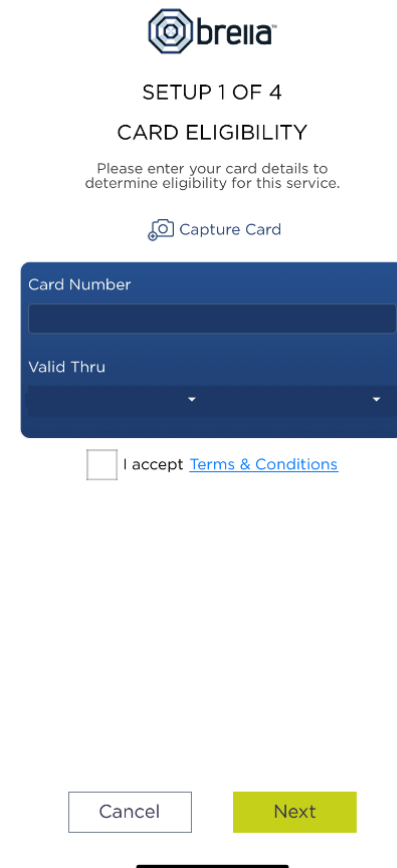 brella™
SETUP 1 OF 4
CARD ELIGIBILITY
Please enter your card details to
determine eligibility for this service.
Capture Card
Card Number
Valid Thru
I accept Terms & Conditions
Cancel
Next